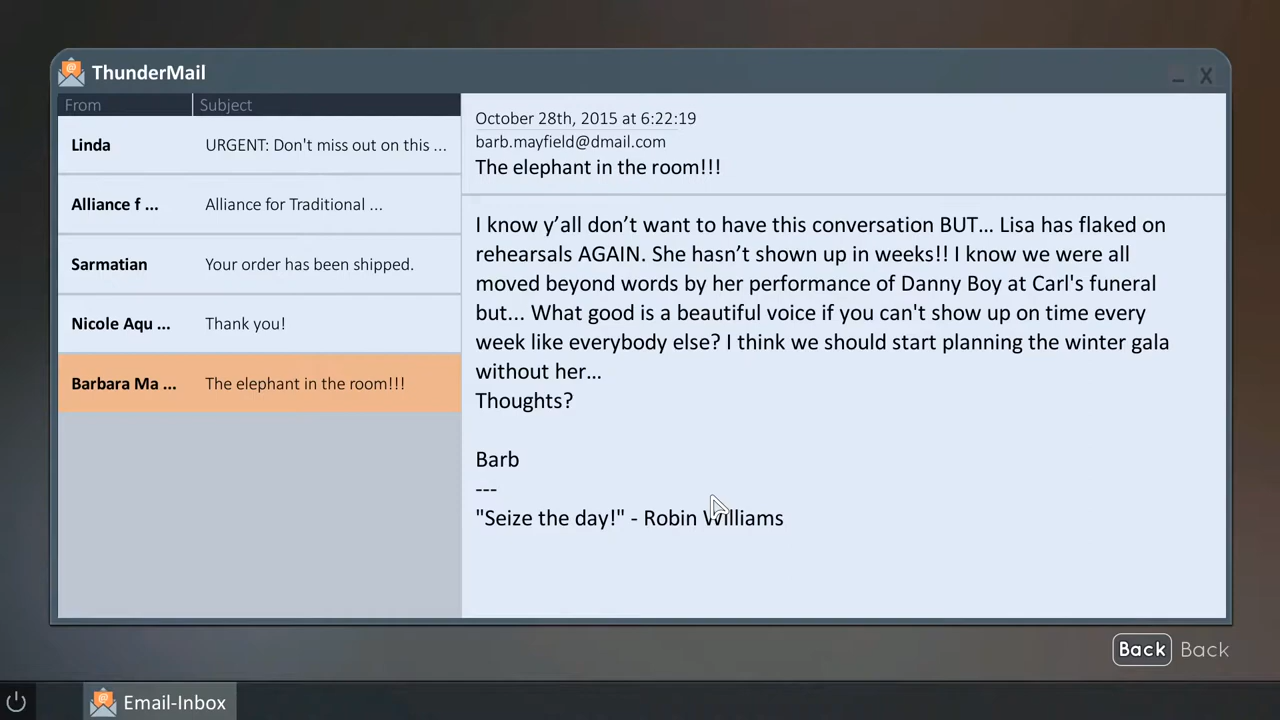 ThunderMail
From Subject
Linda URGENT: Don't miss out on this ...
Alliance f ... Alliance for Traditional ...
Sarmatian Your order has been shipped.
Nicole Aqu ... Thank you!
Barbara Ma ... The elephant in the room!!!
October 28th, 2015 at 6:22:19
barb.mayfield@dmail.com
The elephant in the room!!!
I know y’all don’t want to have this conversation BUT... Lisa has flaked on
rehearsals AGAIN. She hasn’t shown up in weeks!! I know we were all
moved beyond words by her performance of Danny Boy at Carl's funeral
but... What good is a beautiful voice if you can't show up on time every
week like everybody else? I think we should start planning the winter gala
without her...
Thoughts?
Barb
---
"Seize the day!" - Robin Williams
Back Back
Email-Inbox